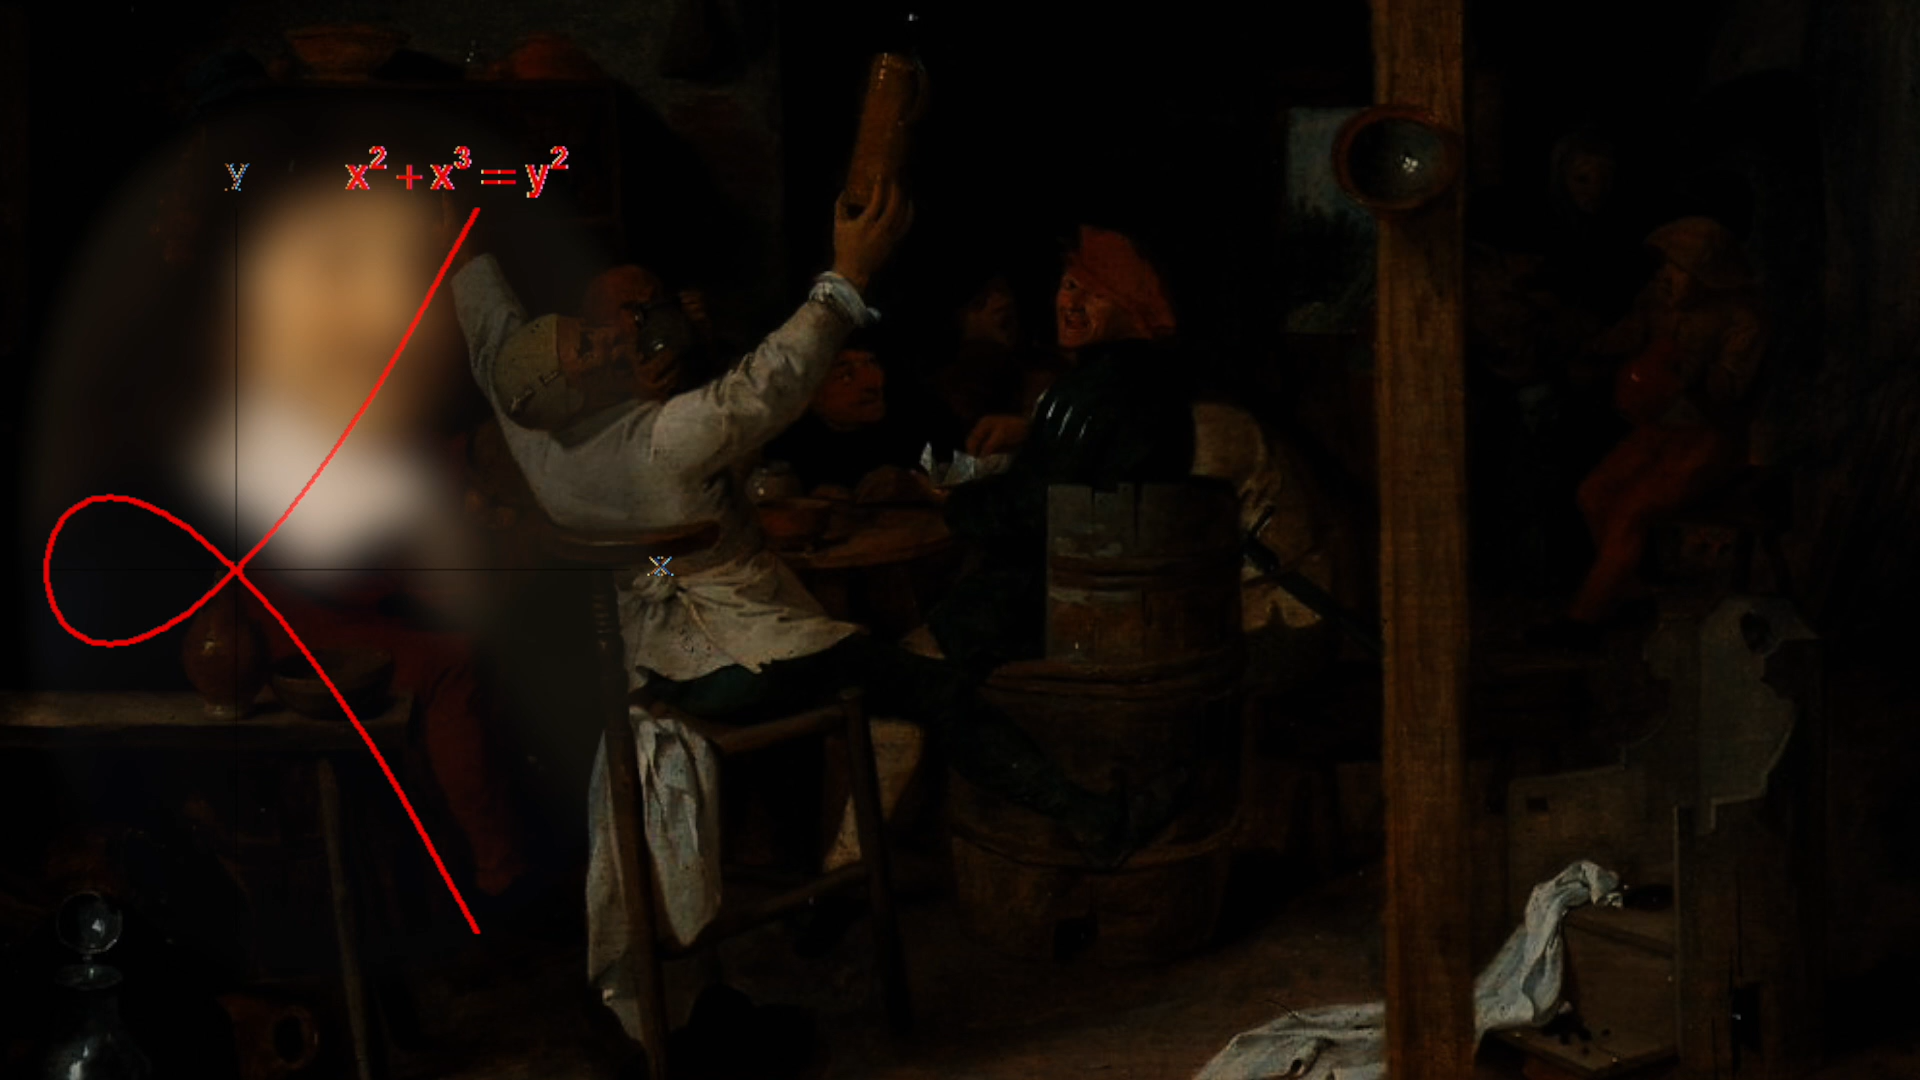 y
x² + x³ = y²
x